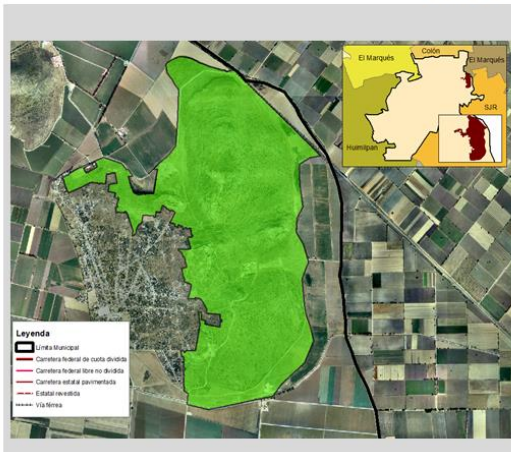 Colón
El Marqués
El Marqués
SJR
Huimilpan
Leyenda
Límite Municipal
Carretera federal de cuota dividida
Carretera federal libre no dividida
Carretera estatal pavimentada
Estatal revestida
Vía férrea